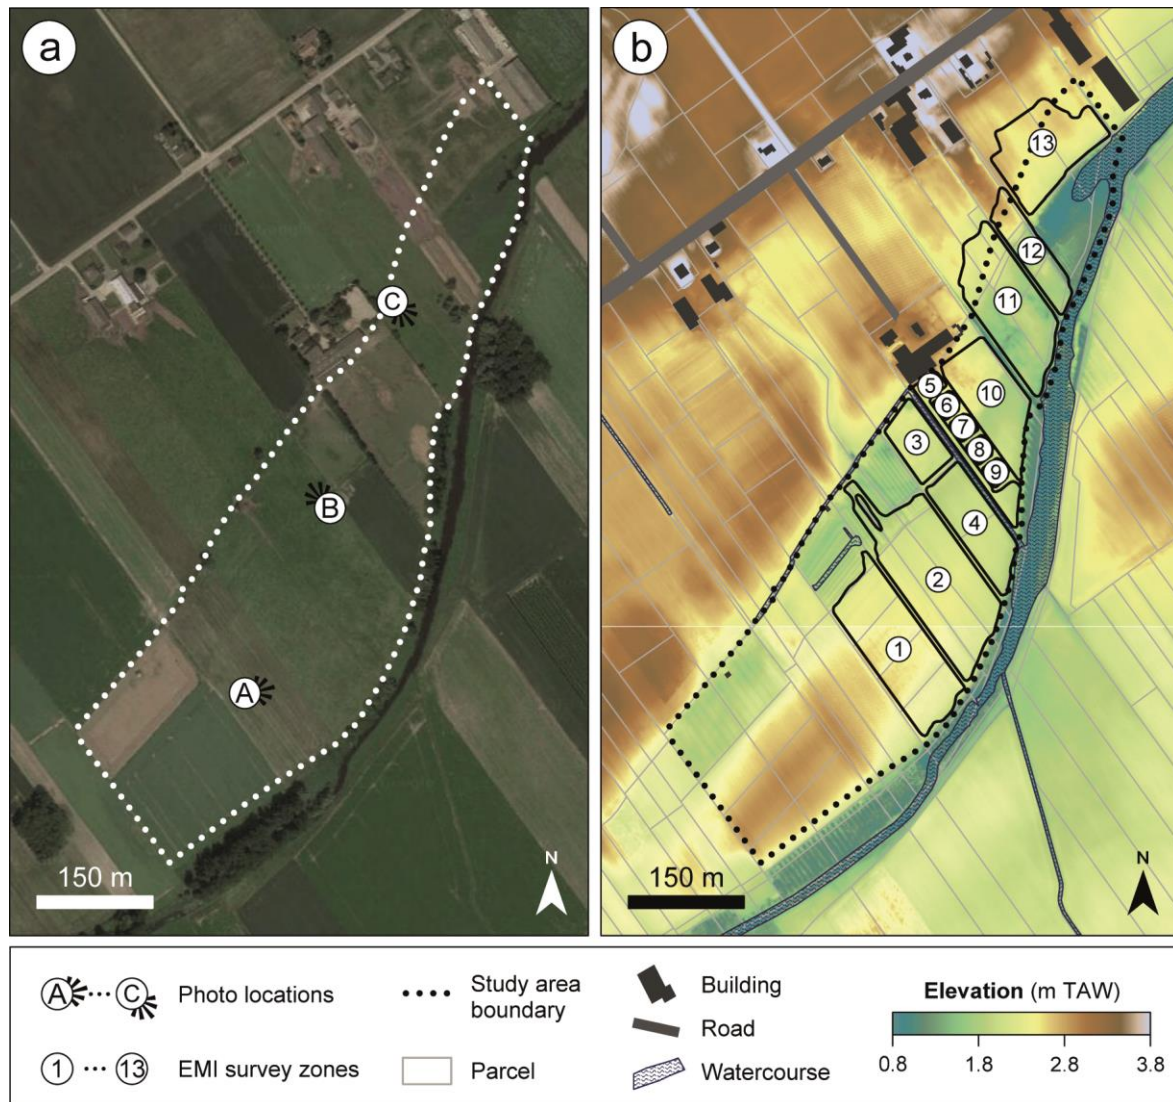 a
C
B
A
150 m
N
b
13
12
11
10
5
6
7
8
9
3
4
2
1
150 m
N
A ••• C Photo locations
1 ••• 13 EMI survey zones
Study area
boundary
Parcel
Building
Road
Watercourse
Elevation (m TAW)
0.8 1.8 2.8 3.8